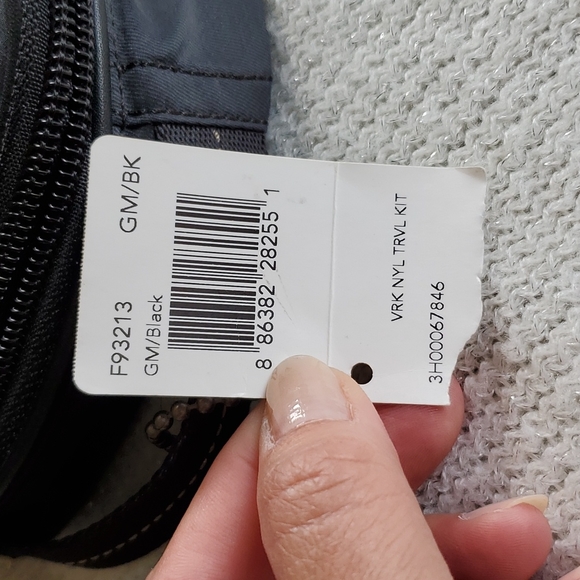 F93213 GM/BK
GM/Black
8 86382 28255 1
VRK NYL TRVL KIT
3H00067846